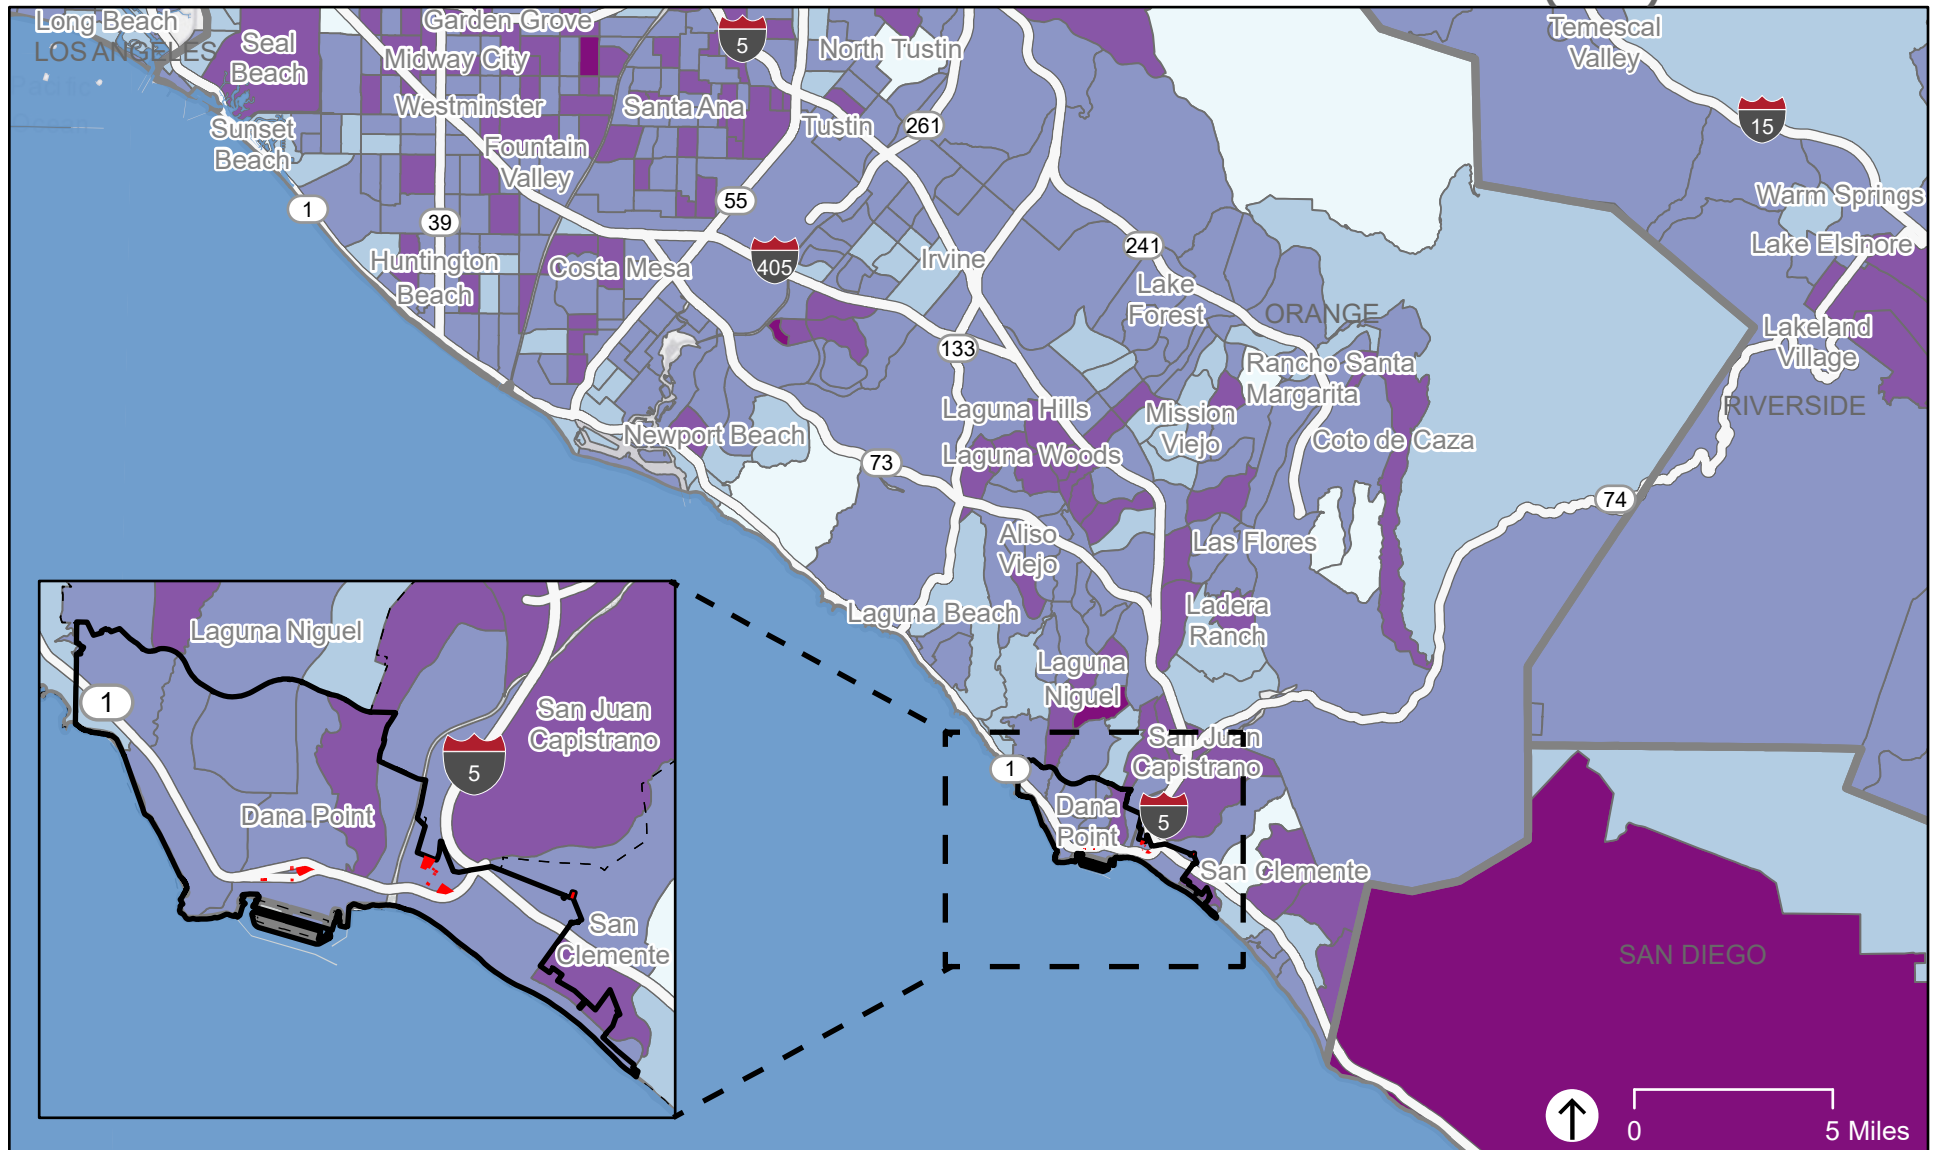 Long Beach
LOS ANGELES
Pacific
Ocean
Seal
Beach
Sunset
Beach
Garden Grove
Midway City
Westminster
Fountain
Valley
Santa Ana
5
North Tustin
Tustin
261
55
1
39
405
Huntington
Beach
Costa Mesa
Irvine
241
Lake
Forest
ORANGE
Temescal
Valley
15
Warm Springs
Lake Elsinore
Lakeland
Village
RIVERSIDE
133
Rancho Santa
Margarita
Laguna Hills
Mission
Viejo
Coto de Caza
Newport Beach
Laguna Woods
73
74
Aliso
Viejo
Las Flores
Laguna Beach
Ladera
Ranch
Laguna
Niguel
San Juan
Capistrano
1
Dana
Point
5
San Clemente
SAN DIEGO
Laguna Niguel
1
San Juan
Capistrano
5
Dana Point
San
Clemente
0
5 Miles